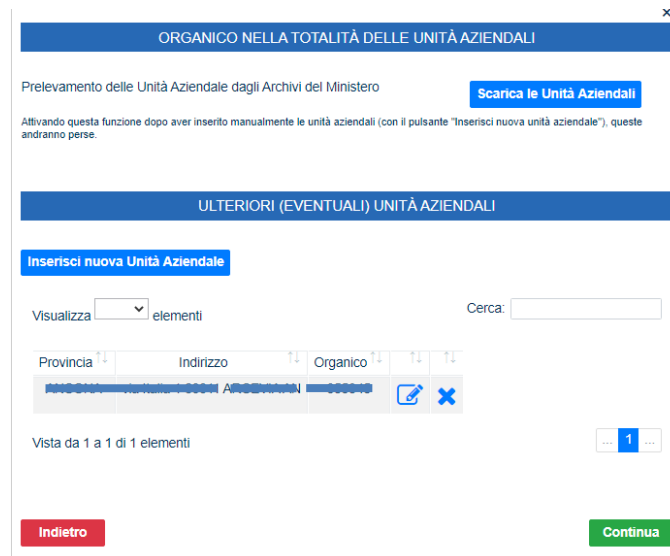 ×
ORGANICO NELLA TOTALITÀ DELLE UNITÀ AZIENDALI
Prelevamento delle Unità Aziendale dagli Archivi del Ministero
Scarica le Unità Aziendali
Attivando questa funzione dopo aver inserito manualmente le unità aziendali (con il pulsante "Inserisci nuova unità aziendale"), queste
andranno perse.
ULTERIORI (EVENTUALI) UNITÀ AZIENDALI
Inserisci nuova Unità Aziendale
Visualizza elementi
Cerca:
Provincia Indirizzo Organico
Vista da 1 a 1 di 1 elementi
... 1 ...
Indietro
Continua